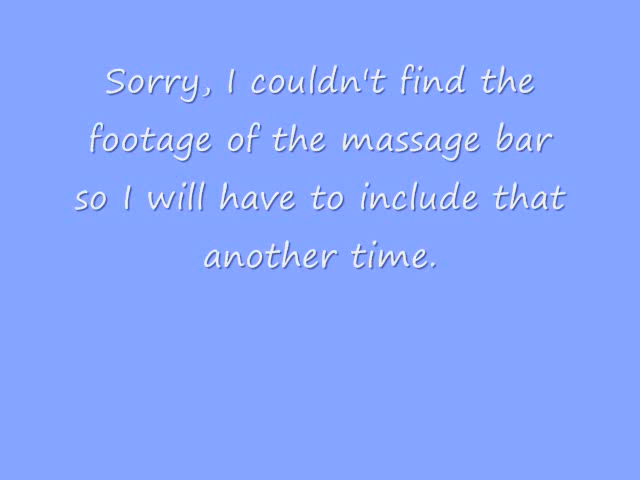 Sorry, I couldn't find the
footage of the massage bar
so I will have to include that
another time.